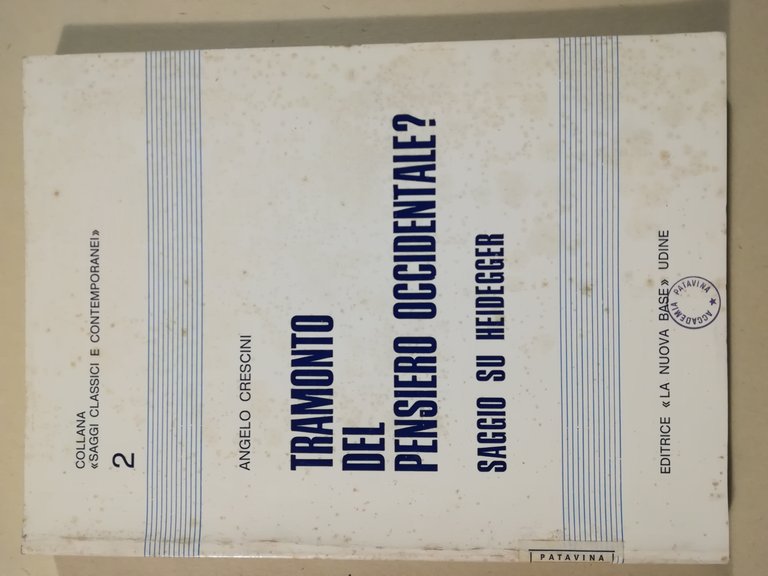 COLLANA
«SAGGI CLASSICI E CONTEMPORANEI»
2
ANGELO CRESCINI
TRAMONTO
DEL
PENSIERO OCCIDENTALE?
SAGGIO SU HEIDEGGER
EDITRICE «LA NUOVA BASE» UDINE
ACCADEMIA PATAVINA ★
PATAVINA